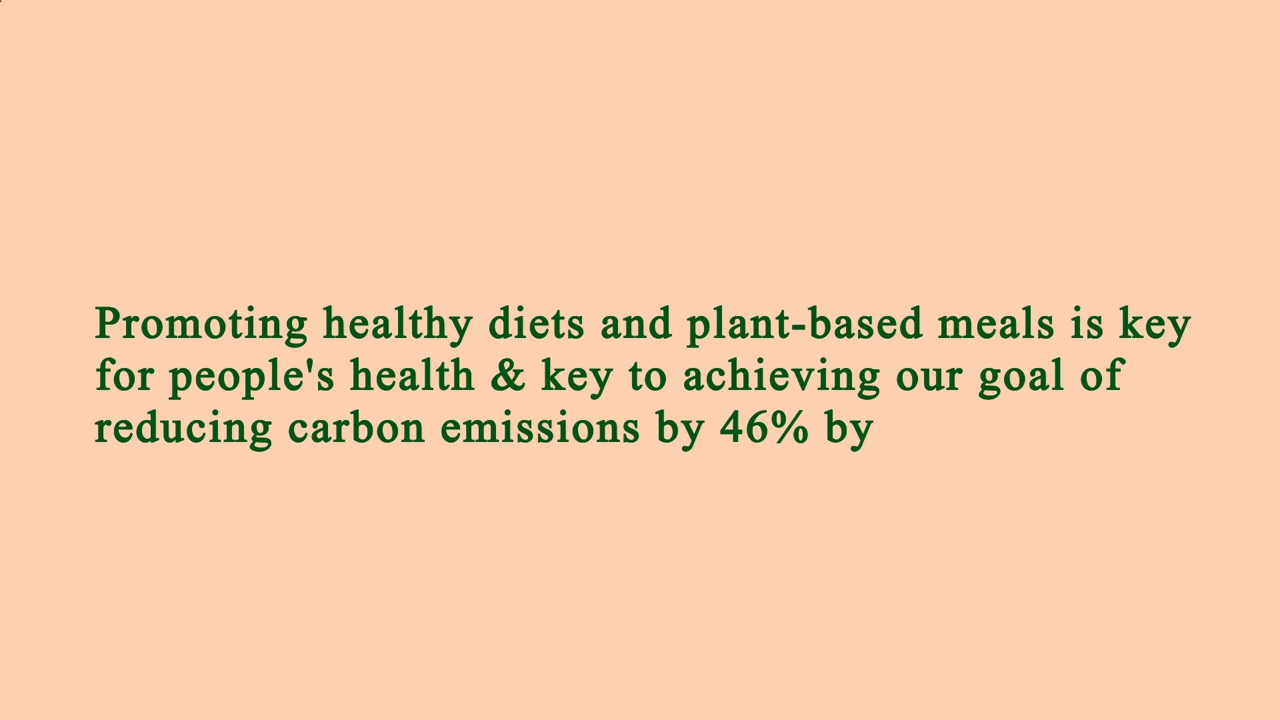 Promoting healthy diets and plant-based meals is key
for people's health & key to achieving our goal of
reducing carbon emissions by 46% by